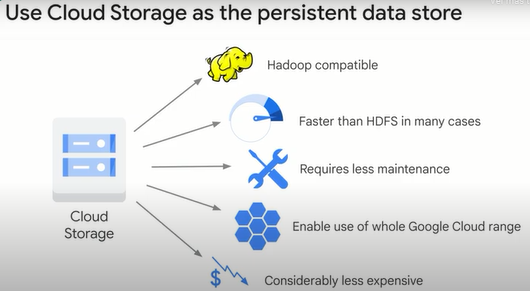 Use Cloud Storage as the persistent data store
Hadoop compatible
Faster than HDFS in many cases
Requires less maintenance
Enable use of whole Google Cloud range
Considerably less expensive
Cloud
Storage
$